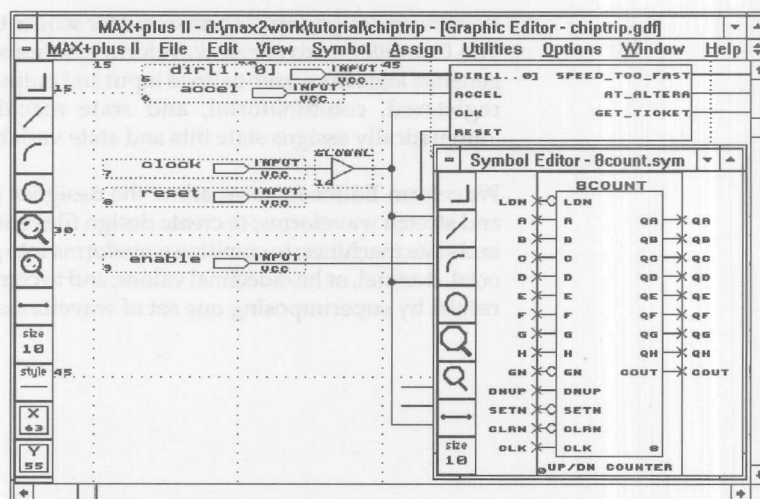 MAX+plus II - d:\max2work\tutorial\chiptrip - [Graphic Editor - chiptrip.gdf]
MAX+plus II File Edit View Symbol Assign Utilities Options Window Help
15 45
dir[1..0] INPUT
5 VCC
15
accel INPUT
6 VCC
DIR[1..0] SPEED_TOO_FAST
ACCEL AT_ALTERA
CLK GET_TICKET
RESET
clock INPUT GLOBAL
7 VCC 14
reset INPUT
8 VCC
30
enable INPUT
9 VCC
size
10
style
45
X
63
Y
55
Symbol Editor - 8count.sym
8COUNT
LDN LDN
A A QA QA
B B QB QB
C C QC QC
D D QD QD
E E QE QE
F F QF QF
G G QG QG
H H QH QH
GN GN COUT COUT
DNUP DNUP
SETN SETN
CLRN CLRN
CLK CLK 0
UP/DN COUNTER
size
10